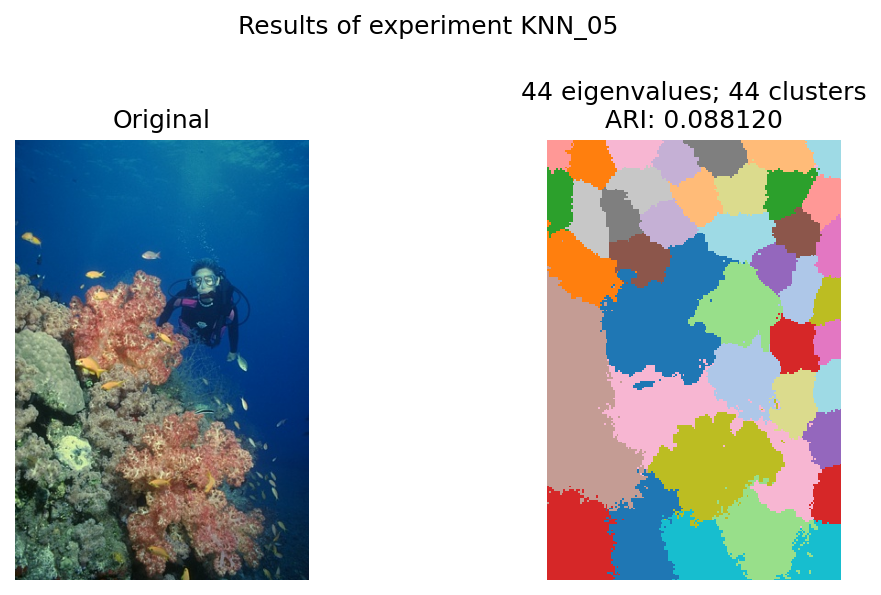 Results of experiment KNN_05
Original
44 eigenvalues; 44 clusters
ARI: 0.088120